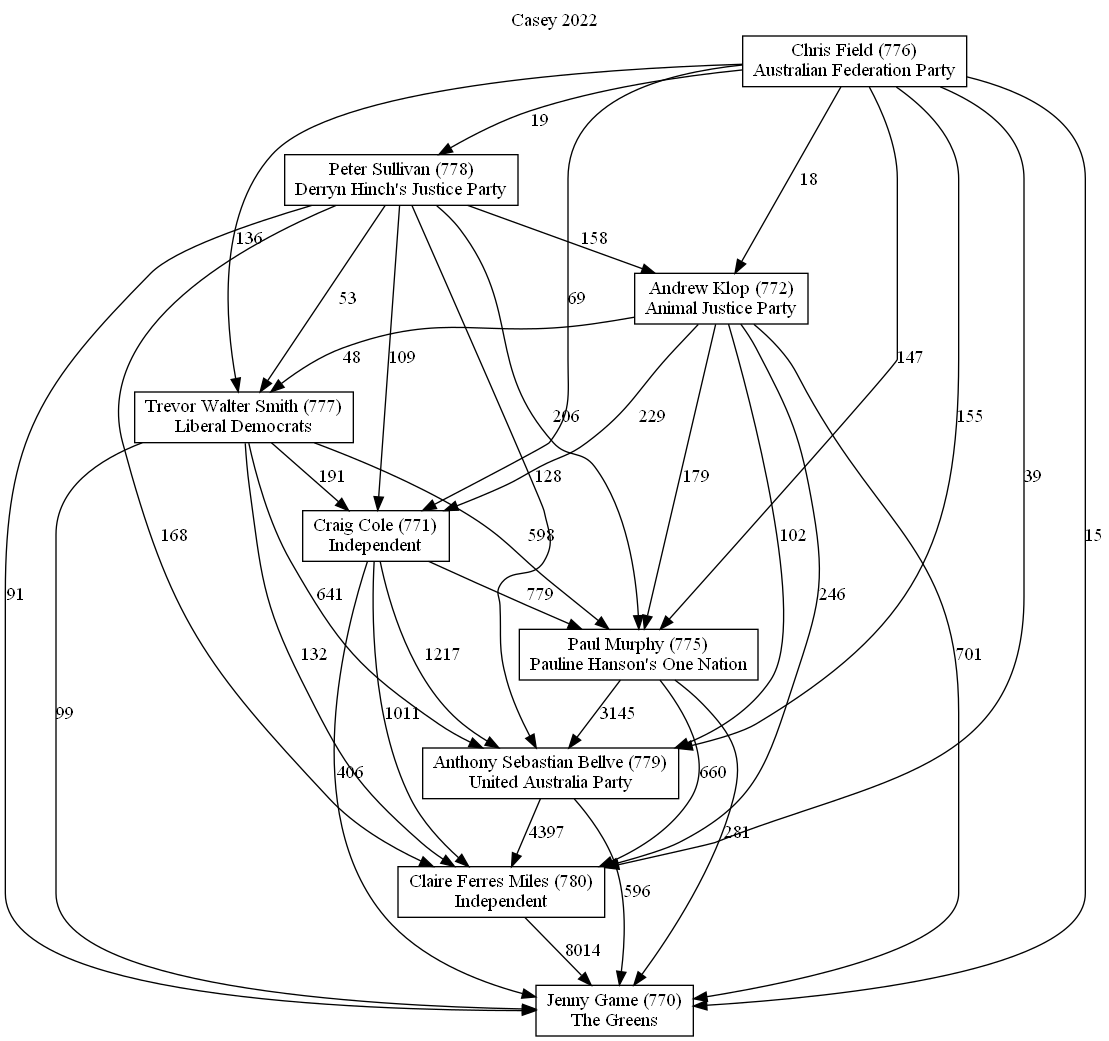 Casey 2022
Chris Field (776)
Australian Federation Party
19
Peter Sullivan (778)
Derryn Hinch's Justice Party
18
136
158
Andrew Klop (772)
Animal Justice Party
53
69
48
109
147
Trevor Walter Smith (777)
Liberal Democrats
206
229
155
191
128
179
39
Craig Cole (771)
Independent
168
598
102
15
91
641
779
246
Paul Murphy (775)
Pauline Hanson's One Nation
132
1217
701
99
1011
3145
Anthony Sebastian Bellve (779)
United Australia Party
406
660
4397
281
Claire Ferres Miles (780)
Independent
596
8014
Jenny Game (770)
The Greens